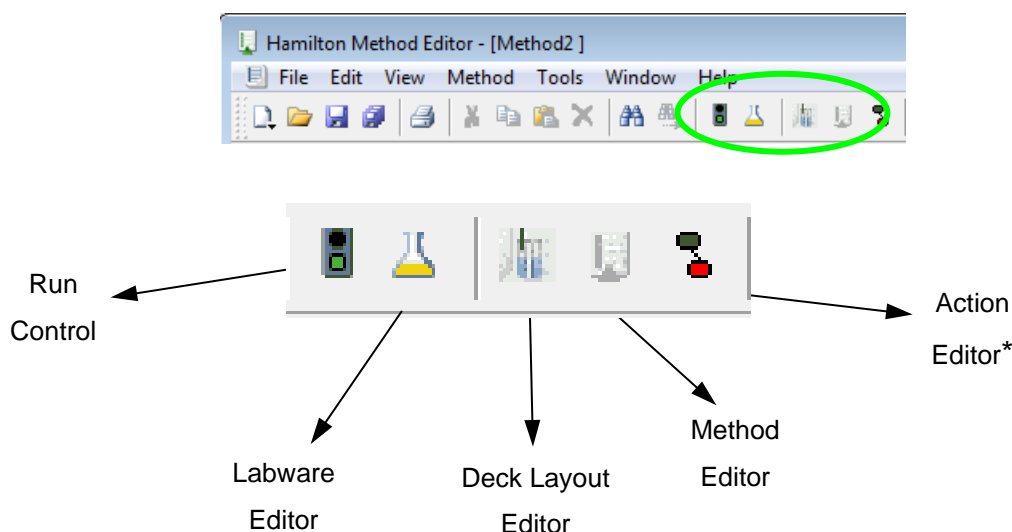 Hamilton Method Editor - [Method2 ]
File Edit View Method Tools Window Help
Run
Control
Action
Editor*
Method
Editor
Labware
Editor
Deck Layout
Editor